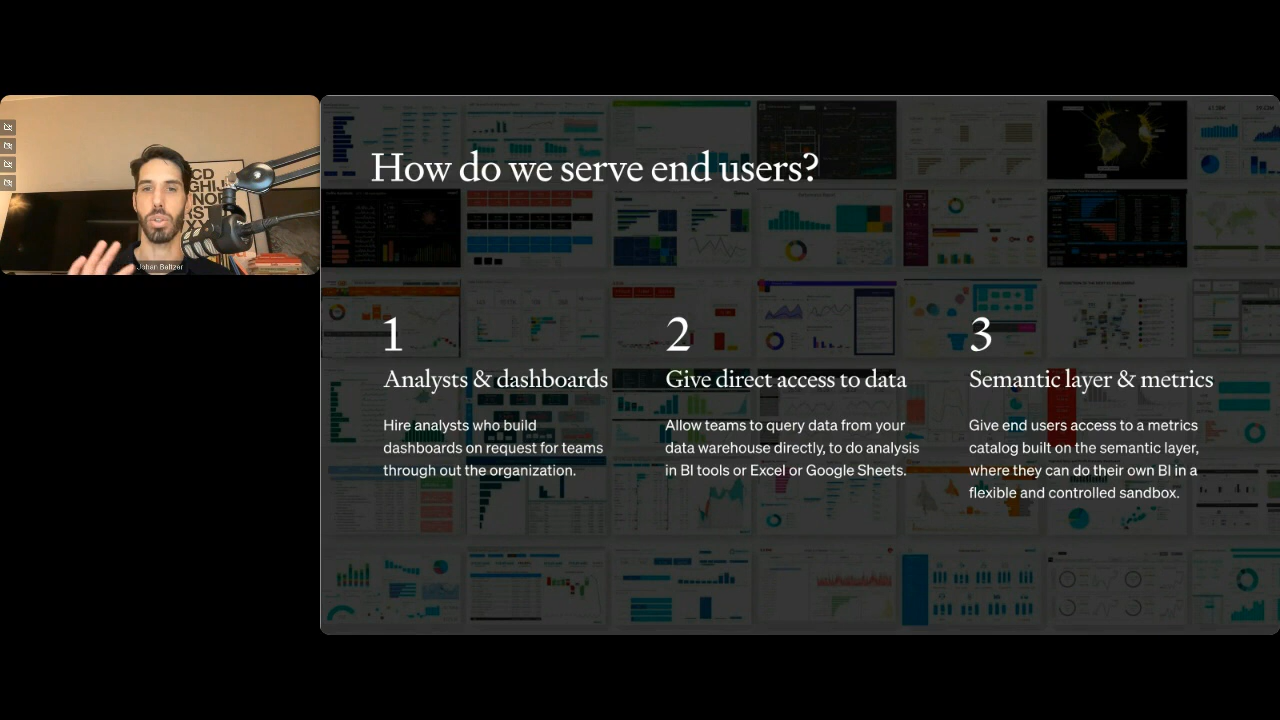 How do we serve end users?
1
Analysts & dashboards
Hire analysts who build
dashboards on request for teams
through out the organization.
2
Give direct access to data
Allow teams to query data from your
data warehouse directly, to do analysis
in BI tools or Excel or Google Sheets.
3
Semantic layer & metrics
Give end users access to a metrics
catalog built on the semantic layer,
where they can do their own BI in a
flexible and controlled sandbox.
Johan Baltzar